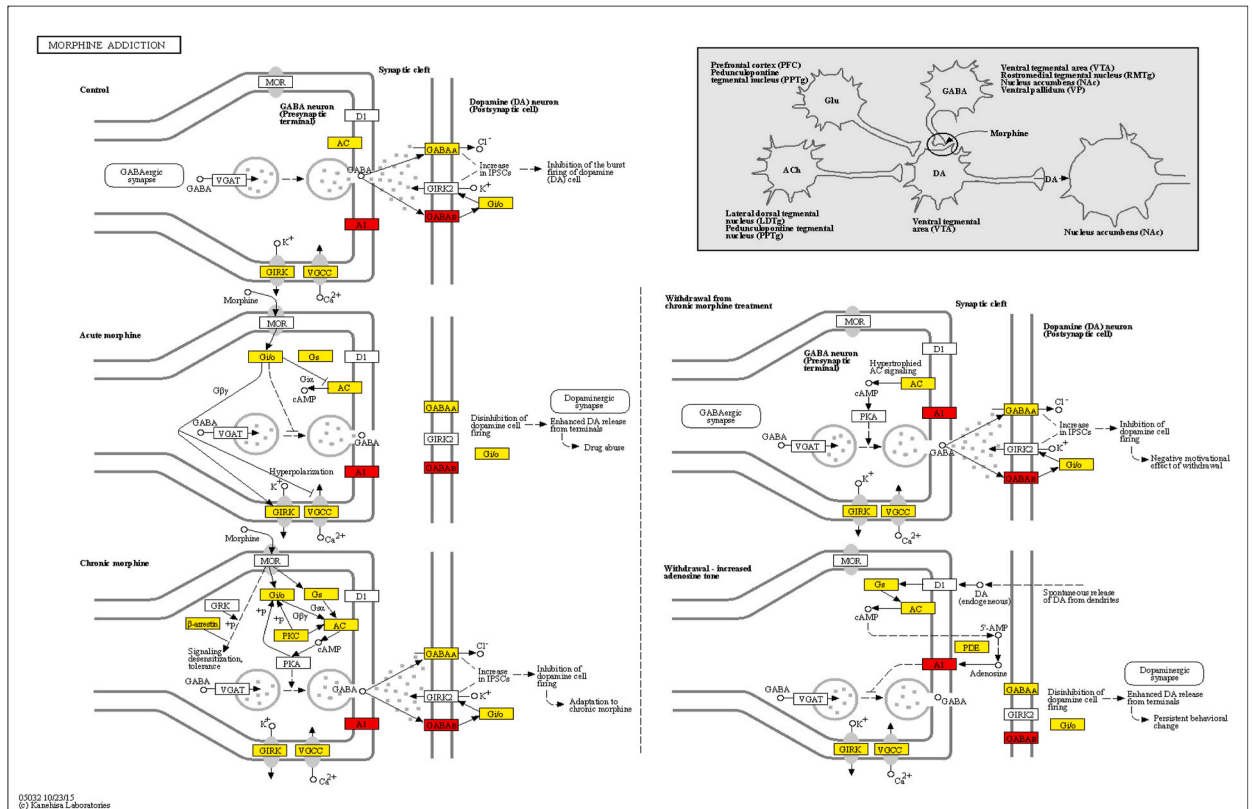 MORPHINE ADDICTION
Control
MOR
GABA neuron
(Presynaptic
terminal)
Synaptic cleft
D1
AC
Dopamine (DA) neuron
(Postsynaptic cell)
GABAA
Cl-
Increase
in IPSCs
Inhibition of the burst
firing of dopamine
(DA) cell
GABAergic
synapse
GABA
VGAT
GABA
GIRK2
K+
Gi/o
GABAB
A1
K+
GIRK
VGCC
Ca2+
Prefrontal cortex (PFC)
Pedunculopontine
tegmental nucleus (PPTg)
Glu
GABA
Ventral tegmental area (VTA)
Rostromedial tegmental nucleus (RMTg)
Nucleus accumbens (NAc)
Ventral pallidum (VP)
Morphine
ACh
DA
DA
Lateral dorsal tegmental
nucleus (LDTg)
Pedunculopontine tegmental
nucleus (PPTg)
Ventral tegmental
area (VTA)
Nucleus accumbens (NAc)
Morphine
Acute morphine
MOR
Gi/o
Gs
D1
Giα
AC
cAMP
Gβγ
GABA
VGAT
GABA
Hyperpolarization
A1
K+
GIRK
VGCC
Ca2+
GABAA
GIRK2
GABAB
Disinhibition of
dopamine cell
firing
Gi/o
Dopaminergic
synapse
Enhanced DA release
from terminals
Drug abuse
Morphine
Chronic morphine
MOR
Gi/o
Gs
D1
GRK
+p
β-arrestin
+p
Gβγ
Gsα
+p
PKC
AC
cAMP
Signaling
desensitization,
tolerance
PKA
GABA
VGAT
GABA
A1
K+
GIRK
VGCC
Ca2+
GABAA
Cl-
Increase
in IPSCs
Inhibition of
dopamine cell
firing
GIRK2
K+
Gi/o
GABAB
Adaptation to
chronic morphine
Withdrawal from
chronic morphine treatment
Synaptic cleft
MOR
D1
GABA neuron
(Presynaptic
terminal)
Hypertrophied
AC signaling
AC
cAMP
PKA
A1
Dopamine (DA) neuron
(Postsynaptic cell)
GABAergic
synapse
GABA
VGAT
GABA
GABAA
Cl-
Increase
in IPSCs
Inhibition of
dopamine cell
firing
GIRK2
K+
Gi/o
GABAB
Negative motivational
effect of withdrawal
K+
GIRK
VGCC
Ca2+
Withdrawal - increased
adenosine tone
MOR
Gs
D1
DA
(endogeneous)
Spontaneous release
of DA from dendrites
AC
cAMP
5'-AMP
PDE
A1
Adenosine
GABA
VGAT
GABA
GABAA
GIRK2
GABAB
Disinhibition of
dopamine cell
firing
Gi/o
Dopaminergic
synapse
Enhanced DA release
from terminals
Persistent behavioral
change
K+
GIRK
VGCC
Ca2+
05032 10/23/15
(c) Kanehisa Laboratories